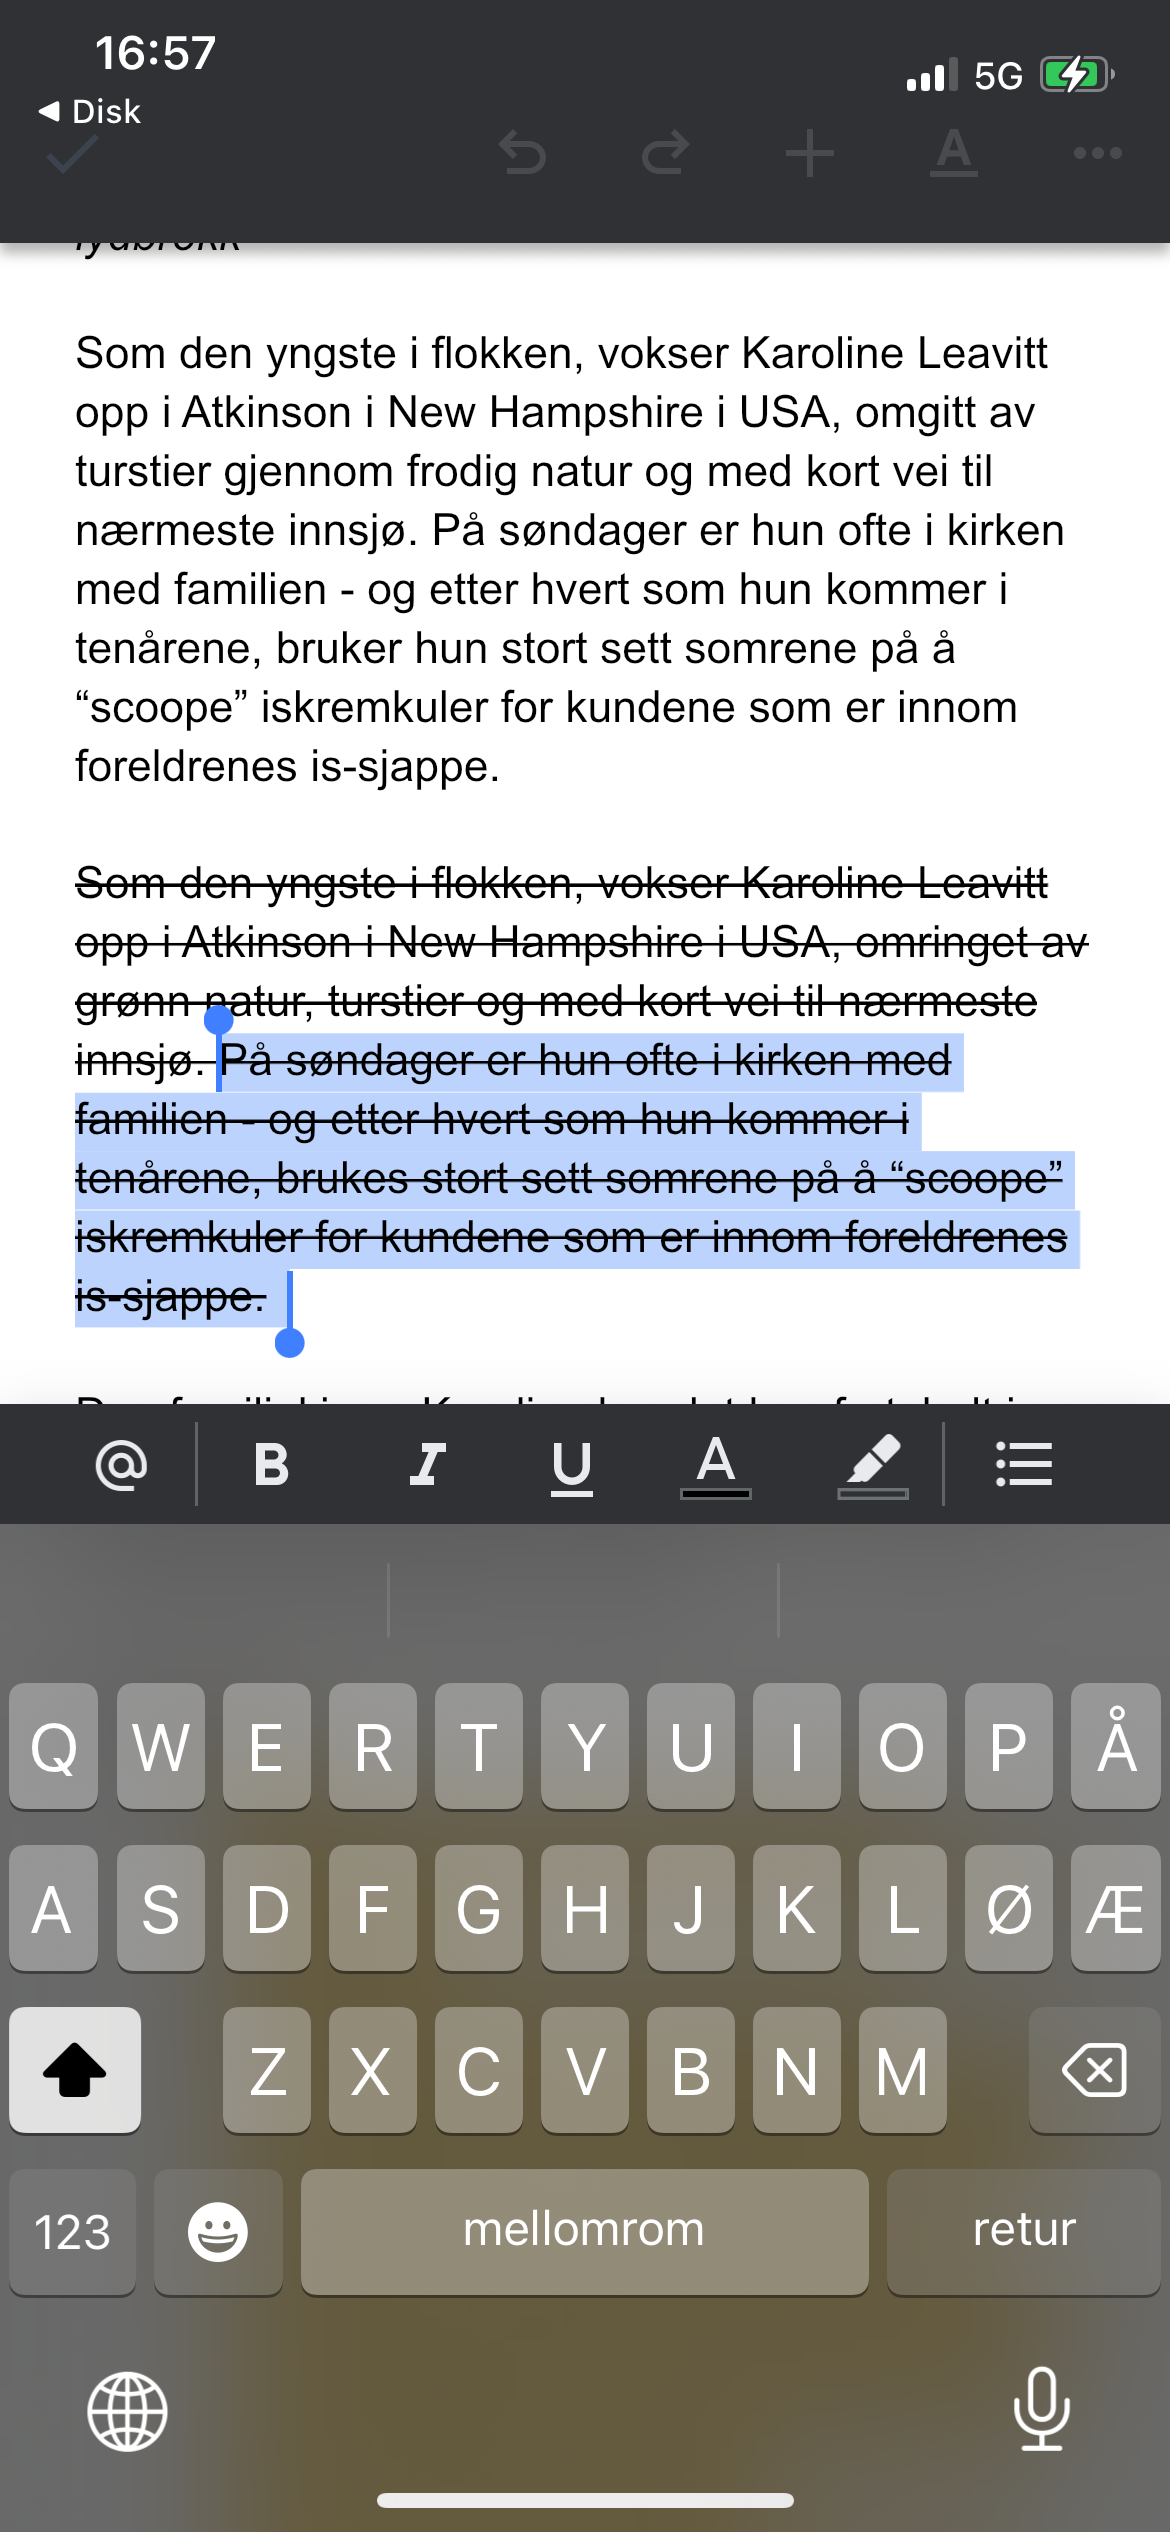 16:57
5G
Disk
A
lydbrokk
Som den yngste i flokken, vokser Karoline Leavitt
opp i Atkinson i New Hampshire i USA, omgitt av
turstier gjennom frodig natur og med kort vei til
nærmeste innsjø. På søndager er hun ofte i kirken
med familien - og etter hvert som hun kommer i
tenårene, bruker hun stort sett somrene på å
“scoope” iskremkuler for kundene som er innom
foreldrenes is-sjappe.
Som den yngste i flokken, vokser Karoline Leavitt
opp i Atkinson i New Hampshire i USA, omringet av
grønn natur, turstier og med kort vei til nærmeste
innsjø. På søndager er hun ofte i kirken med
familien - og etter hvert som hun kommer i
tenårene, brukes stort sett somrene på å “scoope”
iskremkuler for kundene som er innom foreldrenes
is-sjappe.
@ B I U A
Q W E R T Y U I O P Å
A S D F G H J K L Ø Æ
Z X C V B N M
123 mellomrom retur